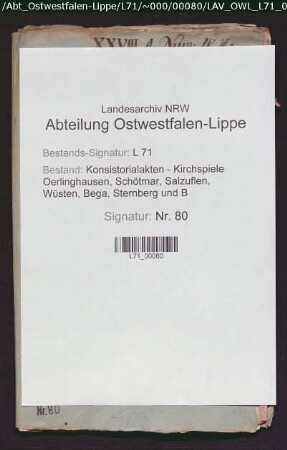 /Abt_Ostwestfalen-Lippe/L71/~000/00080/LAV_OWL_L71_0
Landesarchiv NRW
Abteilung Ostwestfalen-Lippe
Bestands-Signatur: L 71
Bestand: Konsistorialakten - Kirchspiele
Oerlinghausen, Schötmar, Salzuflen,
Wüsten, Bega, Sternberg und B
Signatur: Nr. 80
L71_00080
Nr. 80